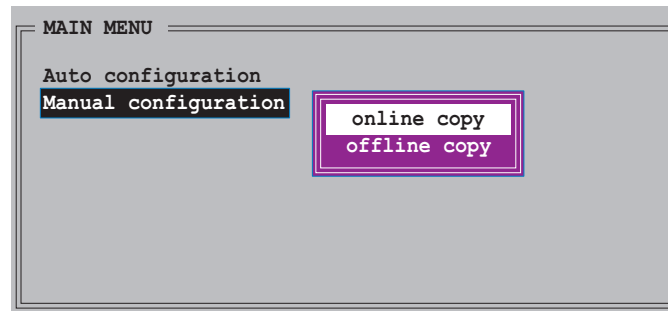 MAIN MENU
Auto configuration
Manual configuration
online copy
offline copy